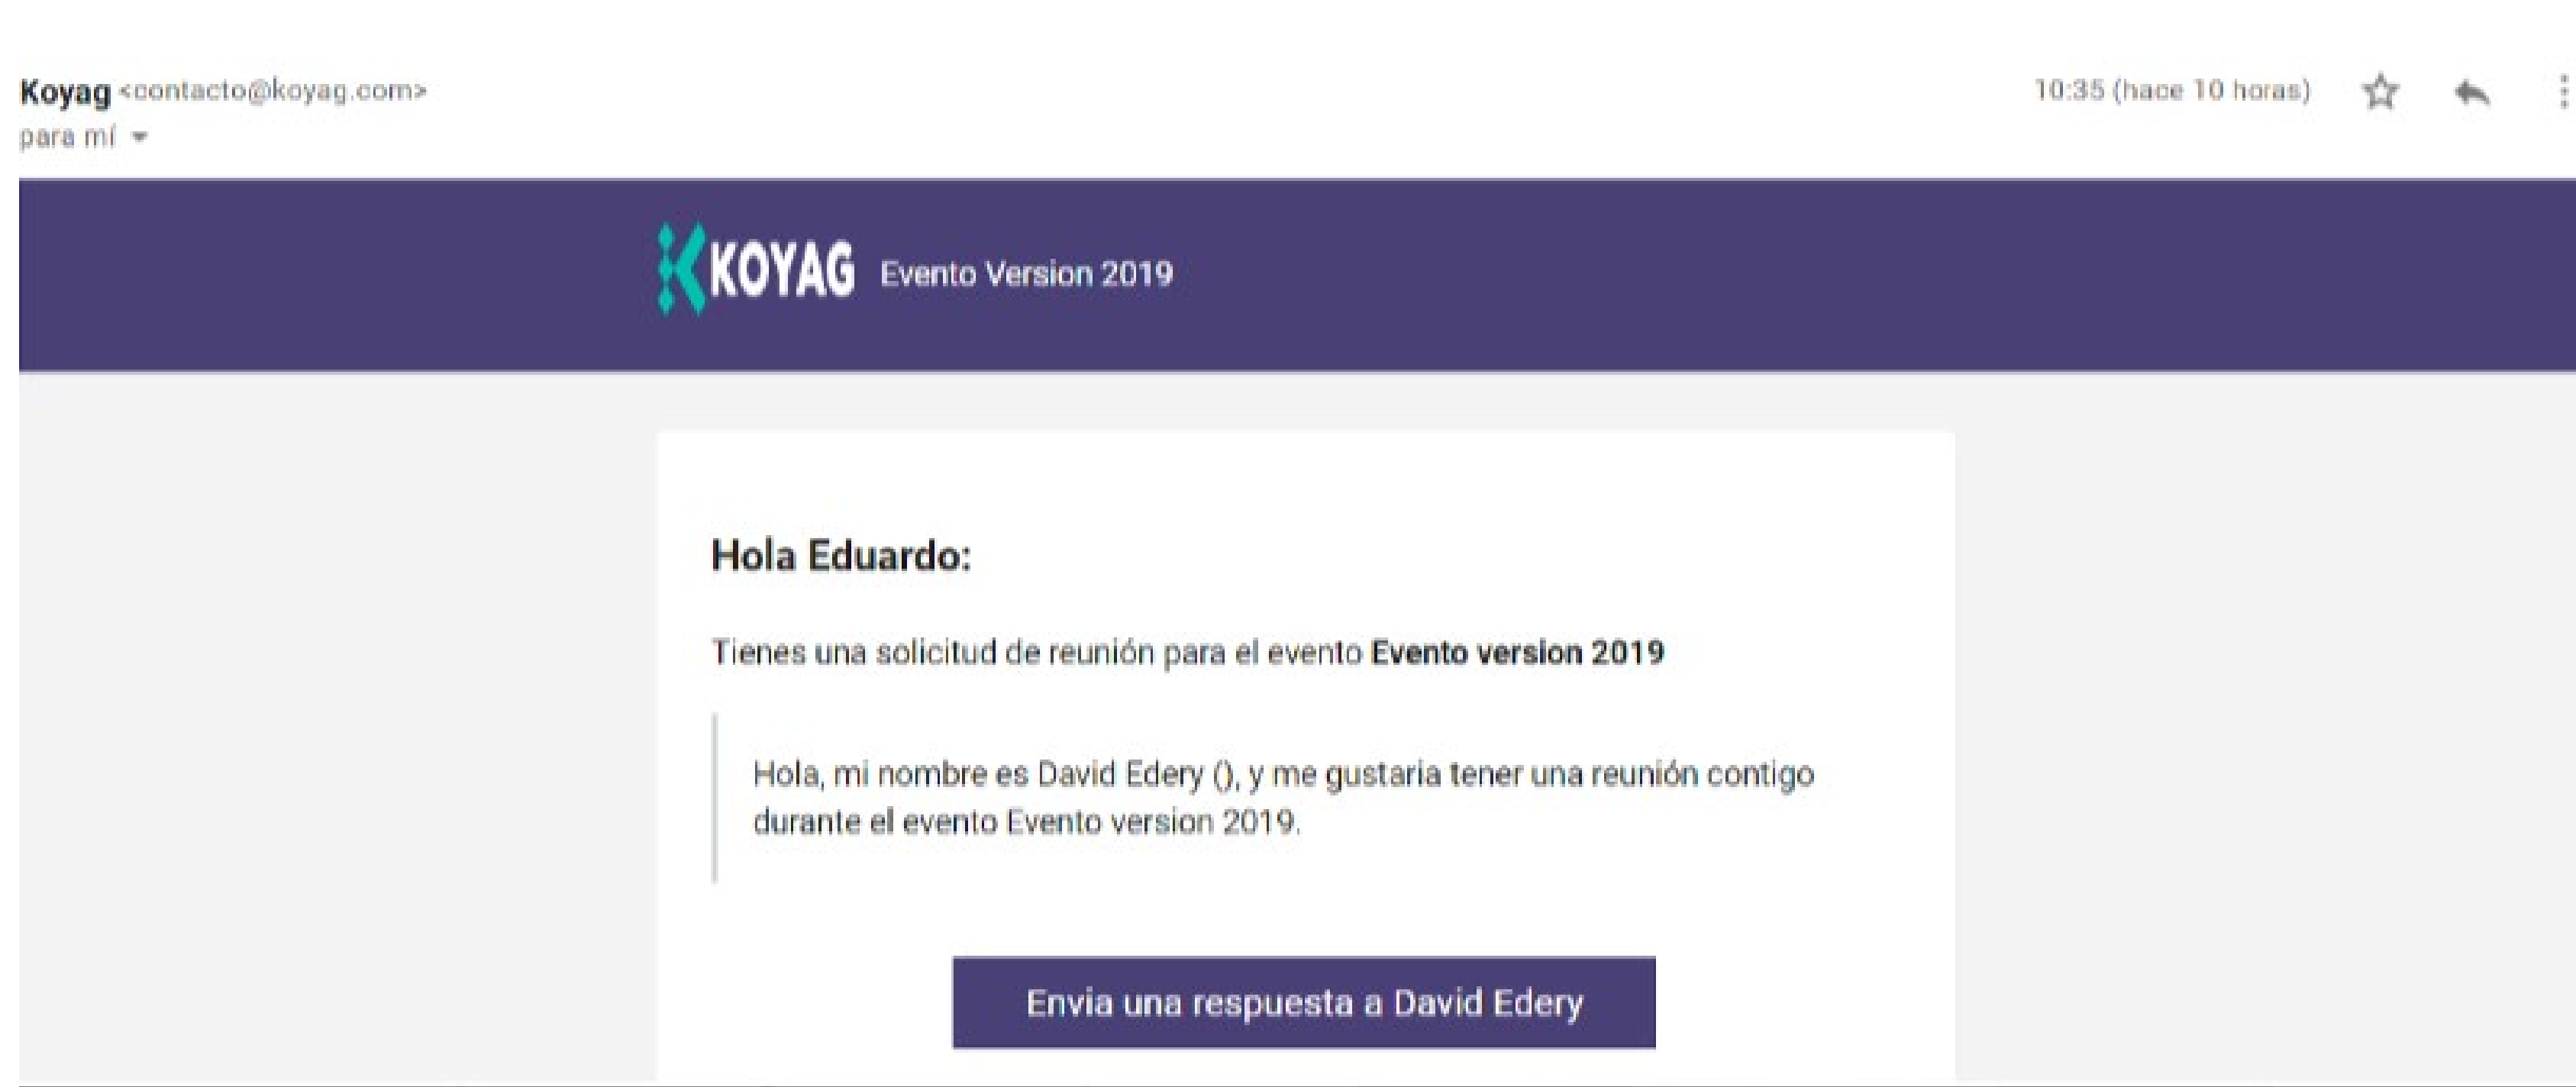 Koyag <contacto@koyag.com>
10:35 (hace 10 horas)
para mí
KOYAG Evento Version 2019
Hola Eduardo:
Tienes una solicitud de reunión para el evento Evento version 2019
Hola, mi nombre es David Edery (), y me gustaria tener una reunión contigo
durante el evento Evento version 2019.
Envia una respuesta a David Edery